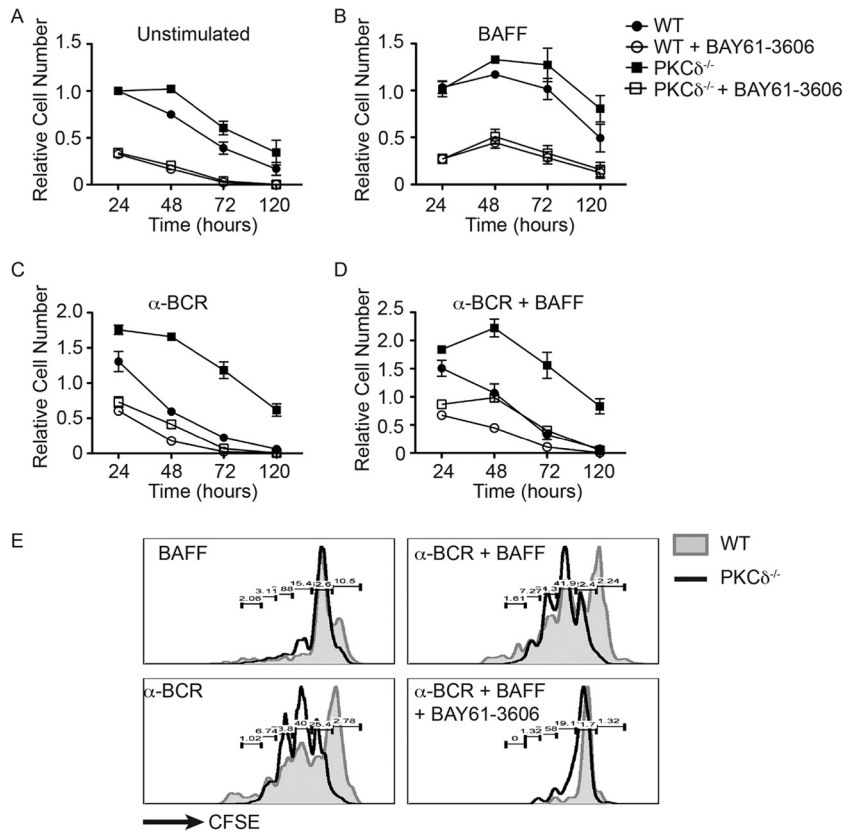 A
Unstimulated
Relative Cell Number
1.5
1.0
0.5
0
24 48 72 120
Time (hours)
B
BAFF
Relative Cell Number
1.5
1.0
0.5
0
24 48 72 120
Time (hours)
WT
WT + BAY61-3606
PKCδ-/-
PKCδ-/- + BAY61-3606
C
α-BCR
Relative Cell Number
2.0
1.5
1.0
0.5
0
24 48 72 120
Time (hours)
D
α-BCR + BAFF
Relative Cell Number
2.5
2.0
1.5
1.0
0.5
0
24 48 72 120
Time (hours)
E
BAFF
2.06 3.11 15.4 10.5
α-BCR + BAFF
1.61 7.27 41.9 2.24
WT
PKCδ-/-
α-BCR
1.02 6.74 40 25.4 2.78
α-BCR + BAFF
+ BAY61-3606
0 1.32 19.1 1.32
CFSE